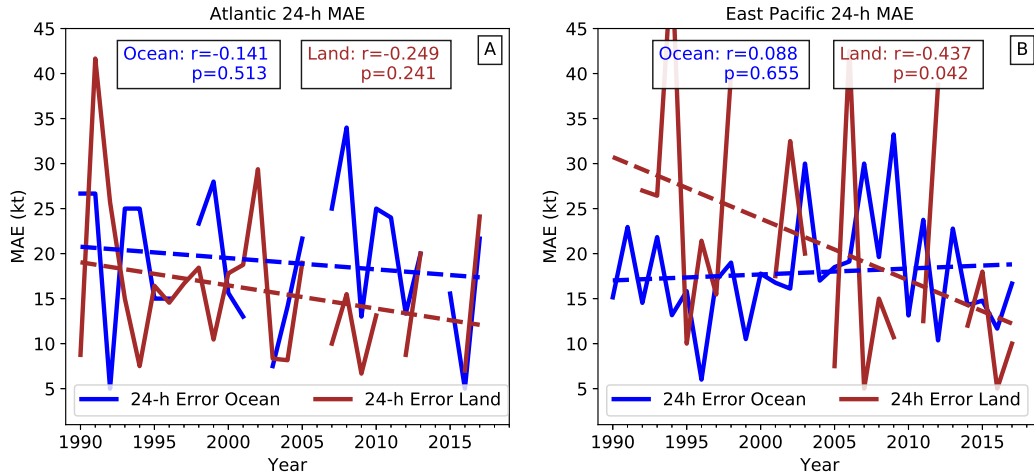 Atlantic 24-h MAE
A
Ocean: r=-0.141
p=0.513
Land: r=-0.249
p=0.241
MAE (kt)
45
40
35
30
25
20
15
10
5
24-h Error Ocean
24-h Error Land
1990 1995 2000 2005 2010 2015
Year
East Pacific 24-h MAE
B
Ocean: r=0.088
p=0.655
Land: r=-0.437
p=0.042
MAE (kt)
45
40
35
30
25
20
15
10
5
24-h Error Ocean
24-h Error Land
1990 1995 2000 2005 2010 2015
Year